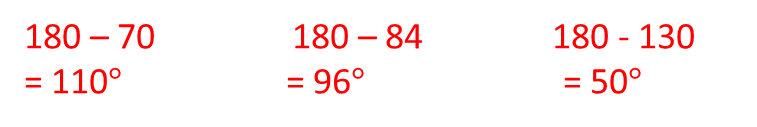 180 – 70
= 110°
180 – 84
= 96°
180 - 130
= 50°